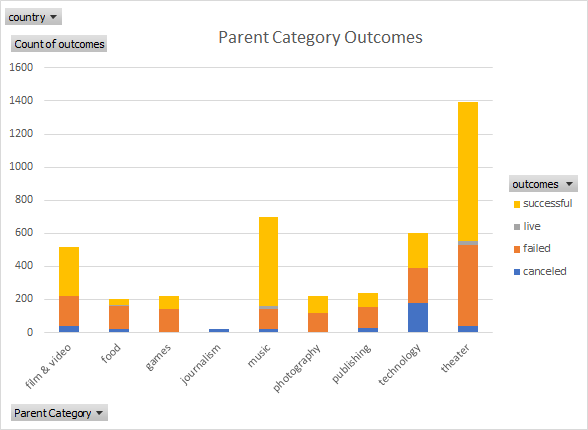 country
Count of outcomes
Parent Category Outcomes
1600
1400
1200
1000
800
600
400
200
0
film & video
food
games
journalism
music
photography
publishing
technology
theater
outcomes
successful
live
failed
canceled
Parent Category